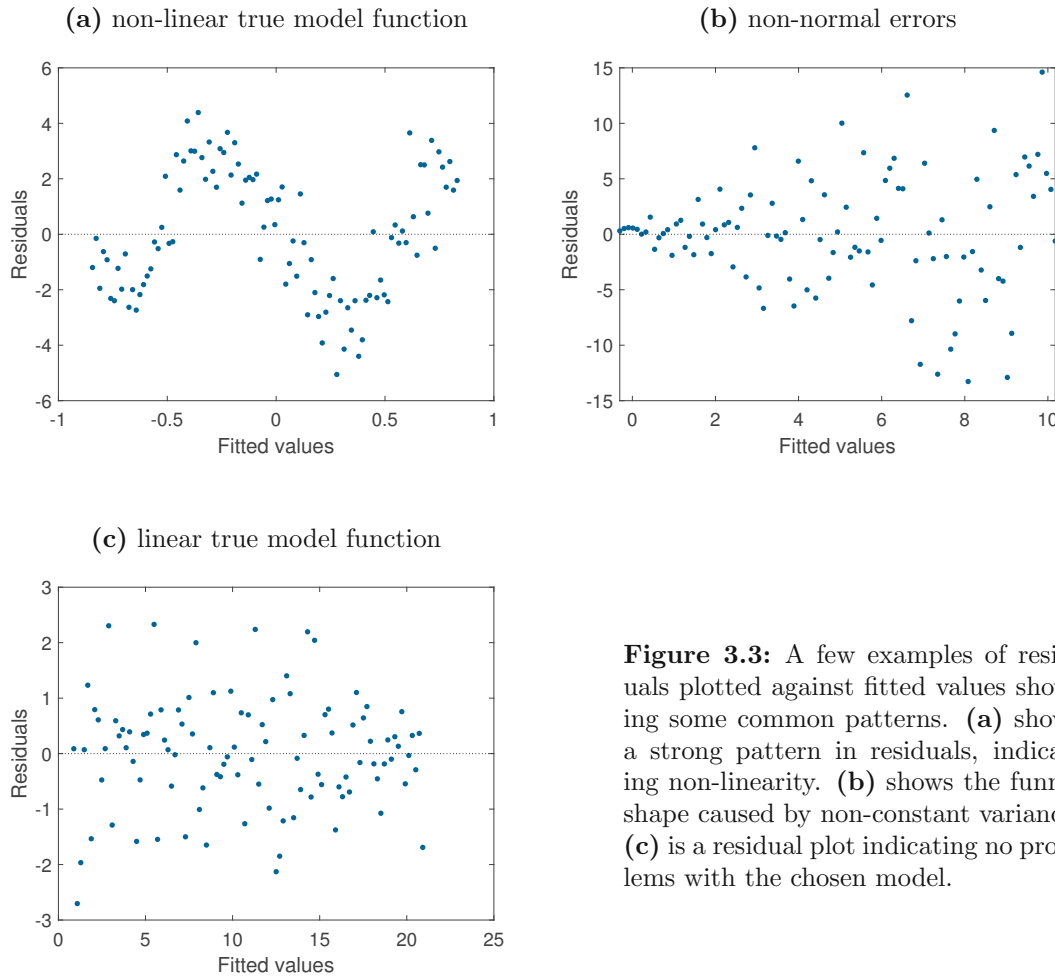 (a) non-linear true model function
6
4
2
0
-2
-4
-6
-1
-0.5
0
0.5
1
Residuals
Fitted values
(b) non-normal errors
15
10
5
0
-5
-10
-15
0
2
4
6
8
10
Residuals
Fitted values
(c) linear true model function
3
2
1
0
-1
-2
-3
0
5
10
15
20
25
Residuals
Fitted values
Figure 3.3: A few examples of resi
uals plotted against fitted values show
ing some common patterns. (a) show
a strong pattern in residuals, indica
ing non-linearity. (b) shows the funn
shape caused by non-constant varianc
(c) is a residual plot indicating no pro
lems with the chosen model.